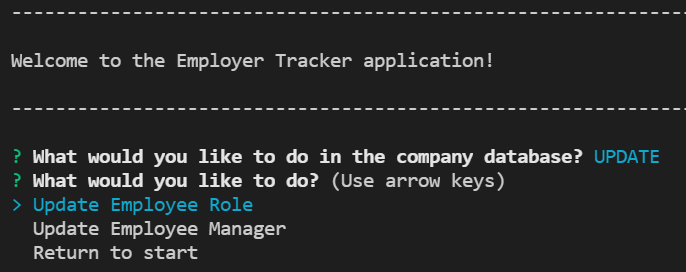 ----------------------------------------------------------------
Welcome to the Employer Tracker application!
----------------------------------------------------------------
? What would you like to do in the company database? UPDATE
? What would you like to do? (Use arrow keys)
> Update Employee Role
  Update Employee Manager
  Return to start